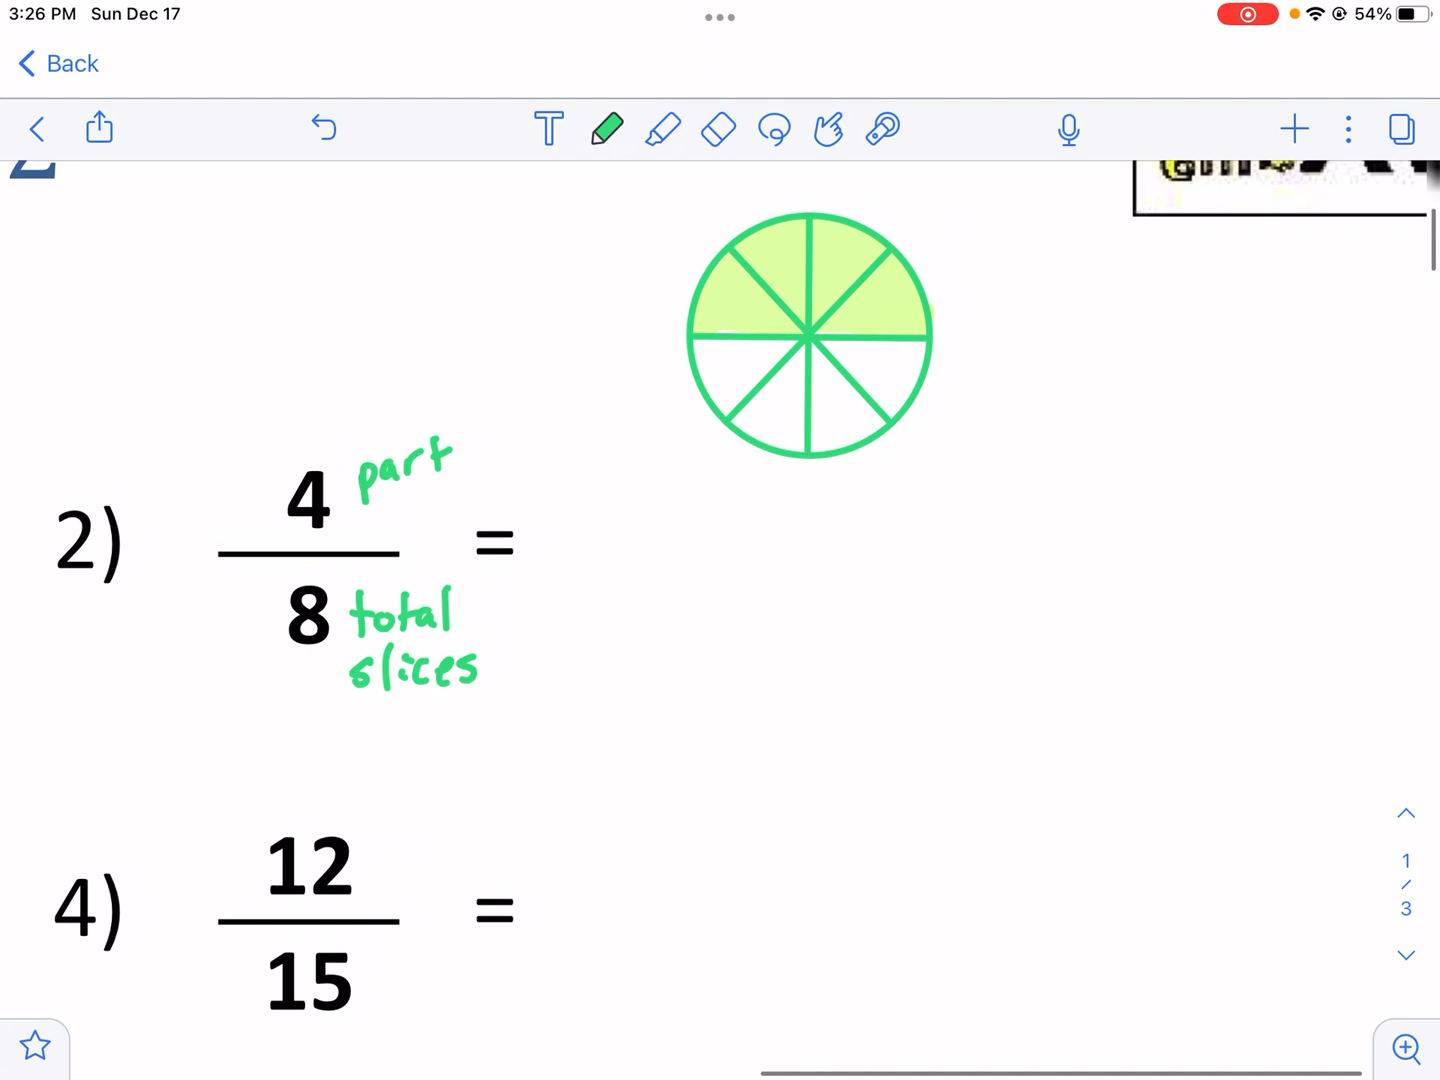 3:26 PM Sun Dec 17
54%
Back
T
2) 4 part
=
8 total
slices
4) 12
=
15
1
/
3